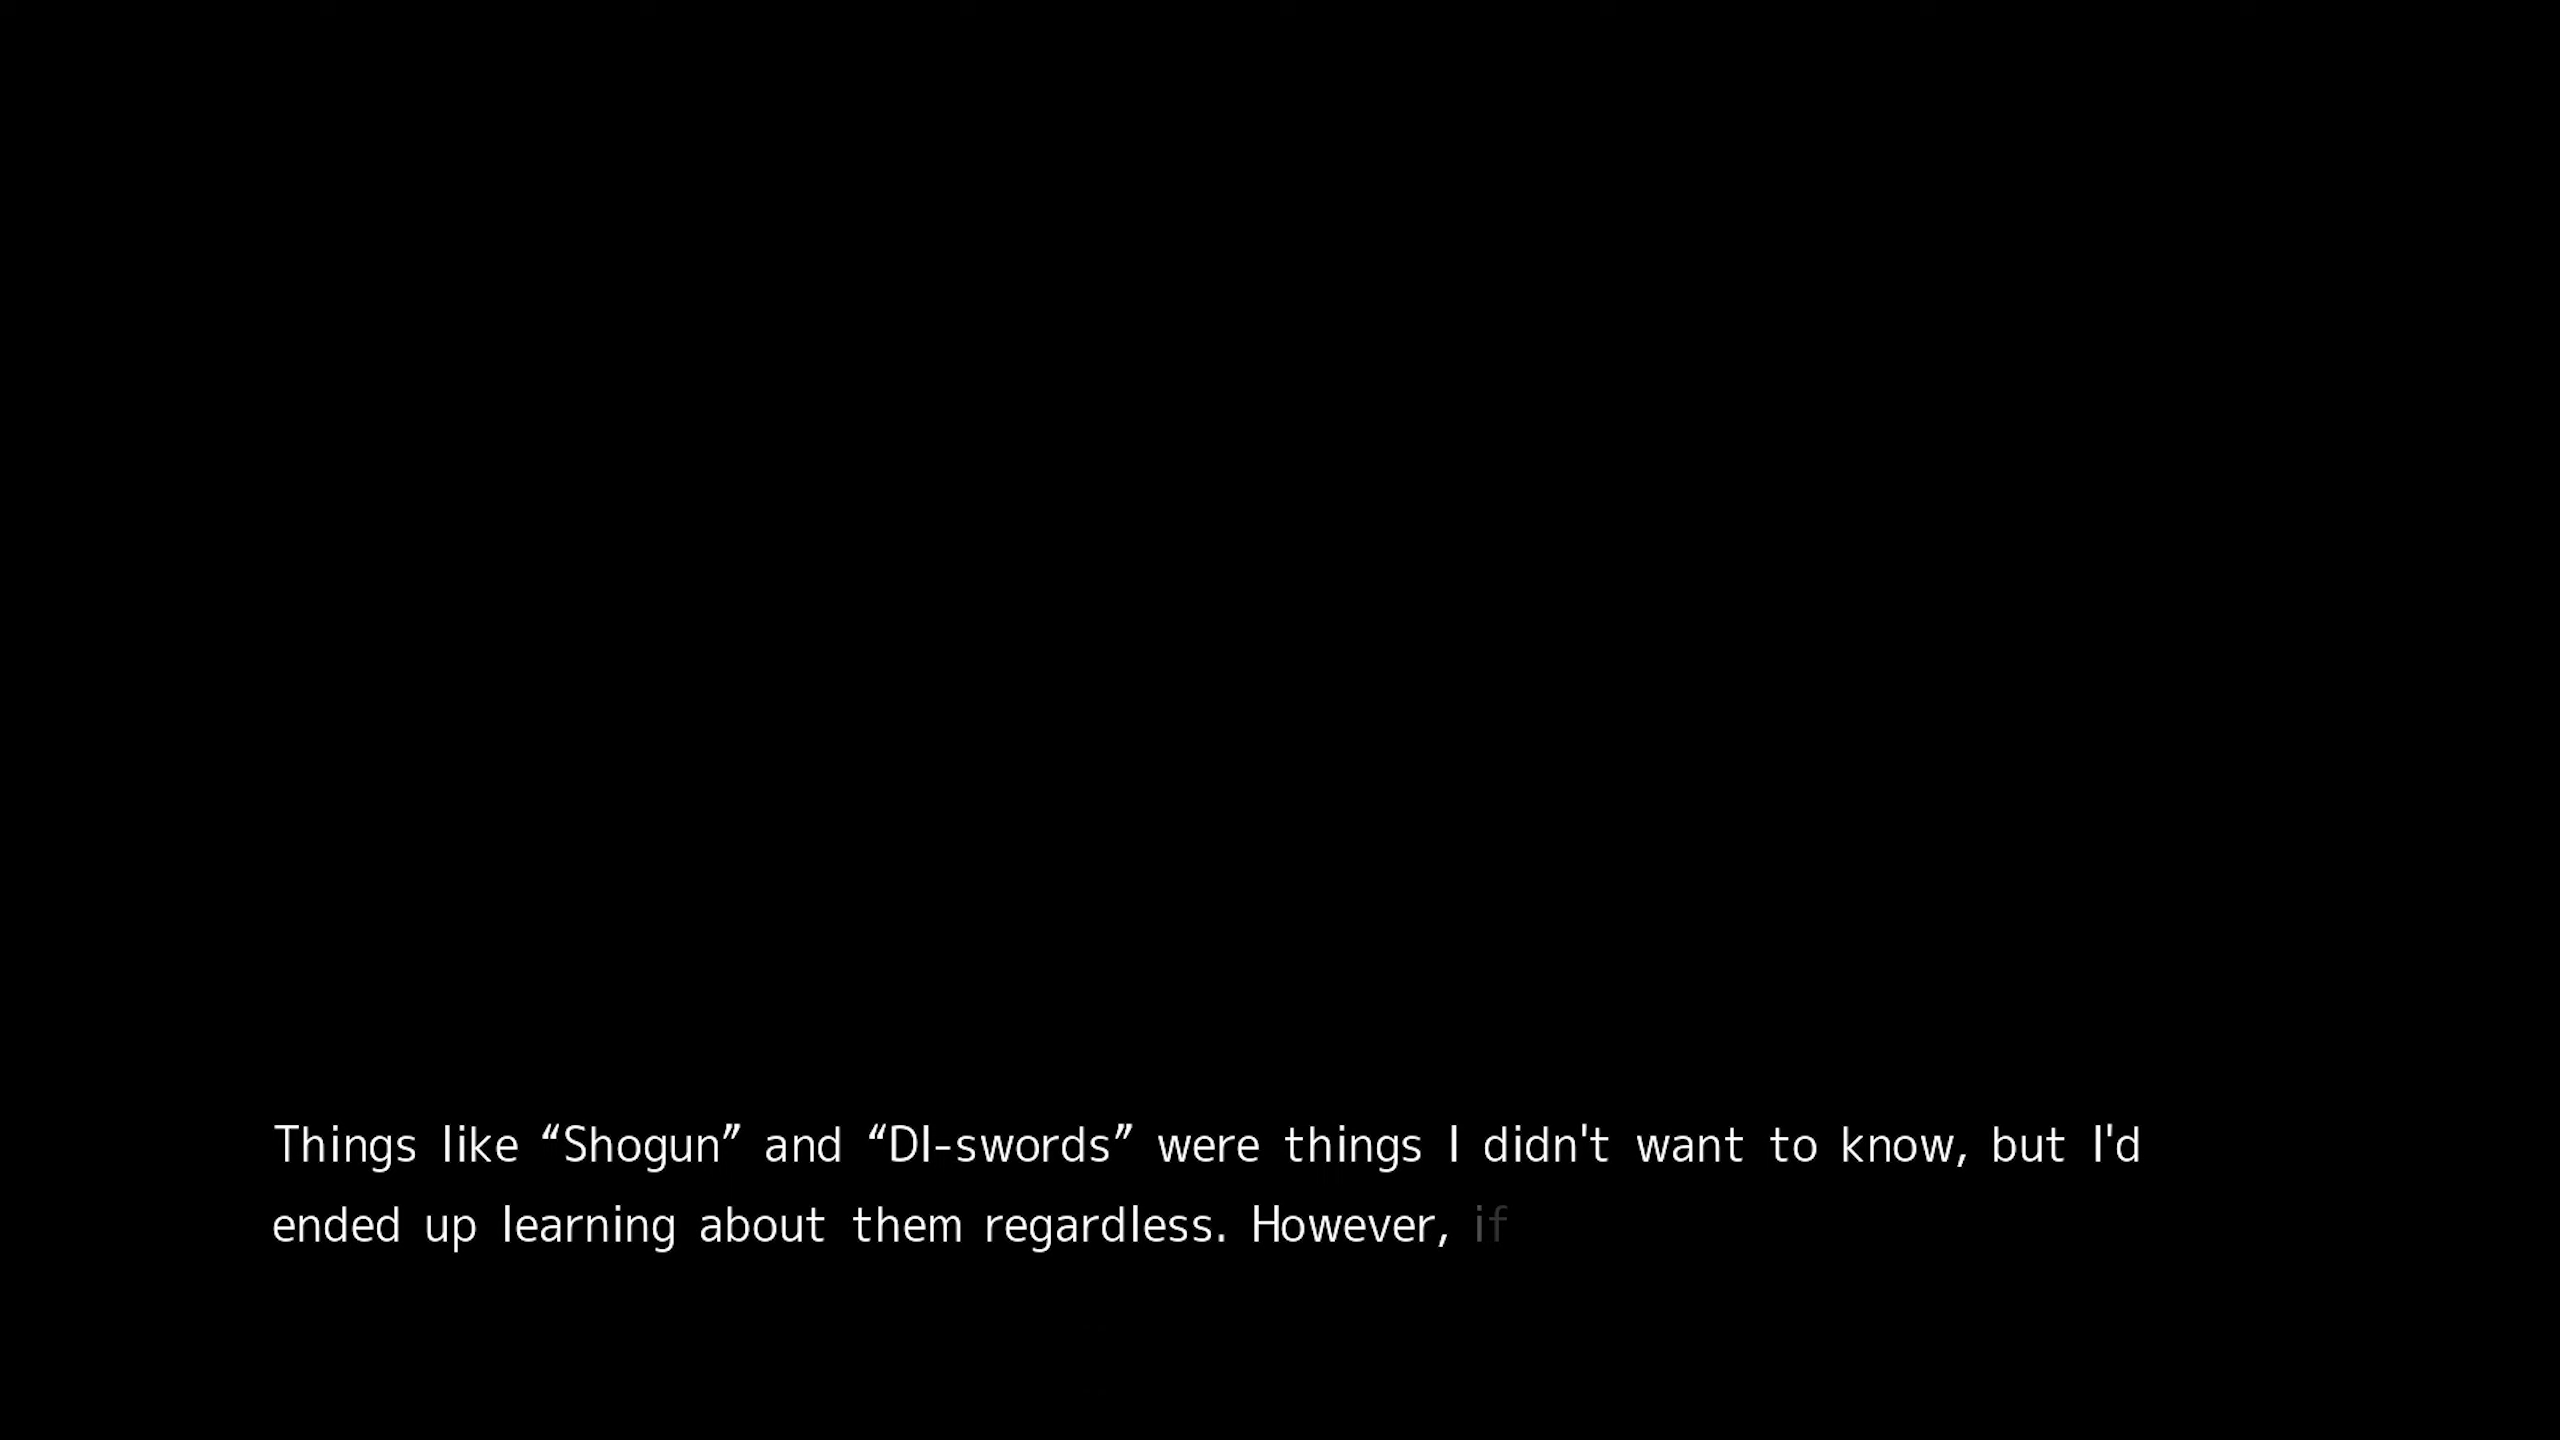 Things like “Shogun” and “DI-swords” were things I didn't want to know, but I'd
ended up learning about them regardless. However, if